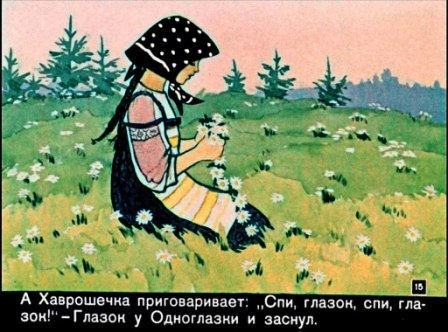 15
А Хаврошечка приговаривает: „Спи, глазок, спи, гла-
зок!“ – Глазок у Одноглазки и заснул.